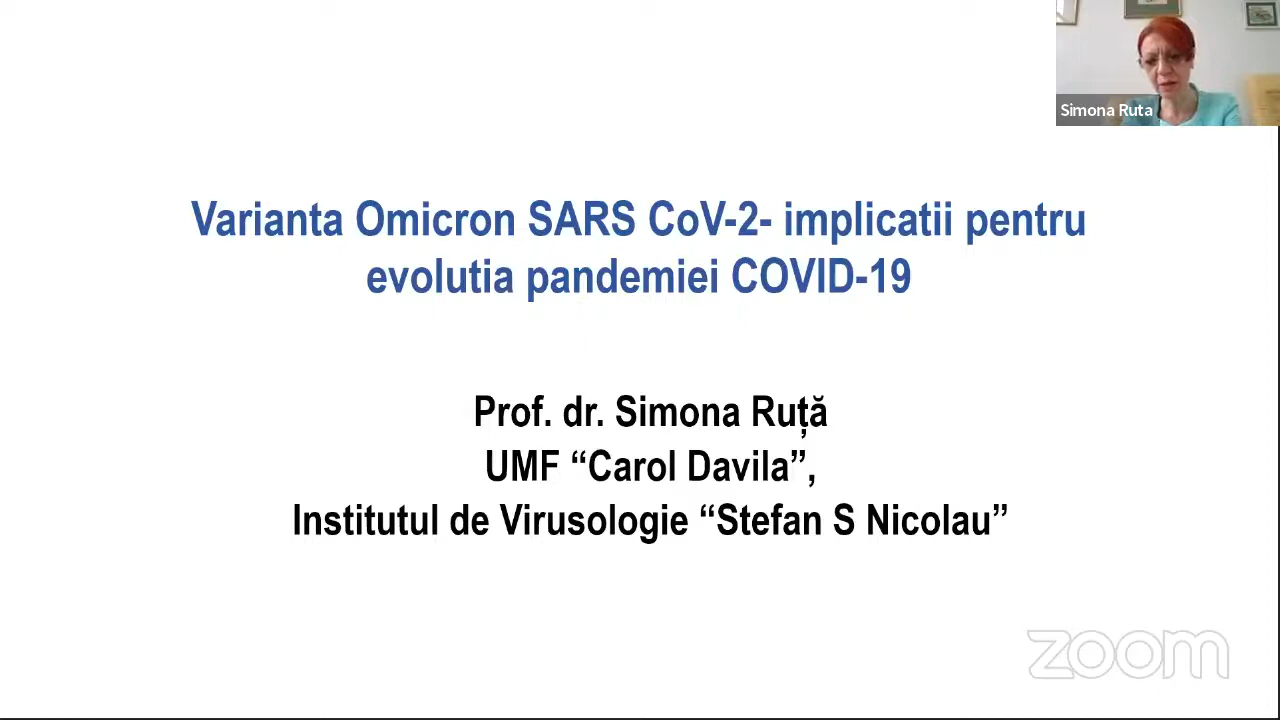 Simona Ruta
Varianta Omicron SARS CoV-2- implicatii pentru
evolutia pandemiei COVID-19
Prof. dr. Simona Ruță
UMF “Carol Davila”,
Institutul de Virusologie “Stefan S Nicolau”
zoom